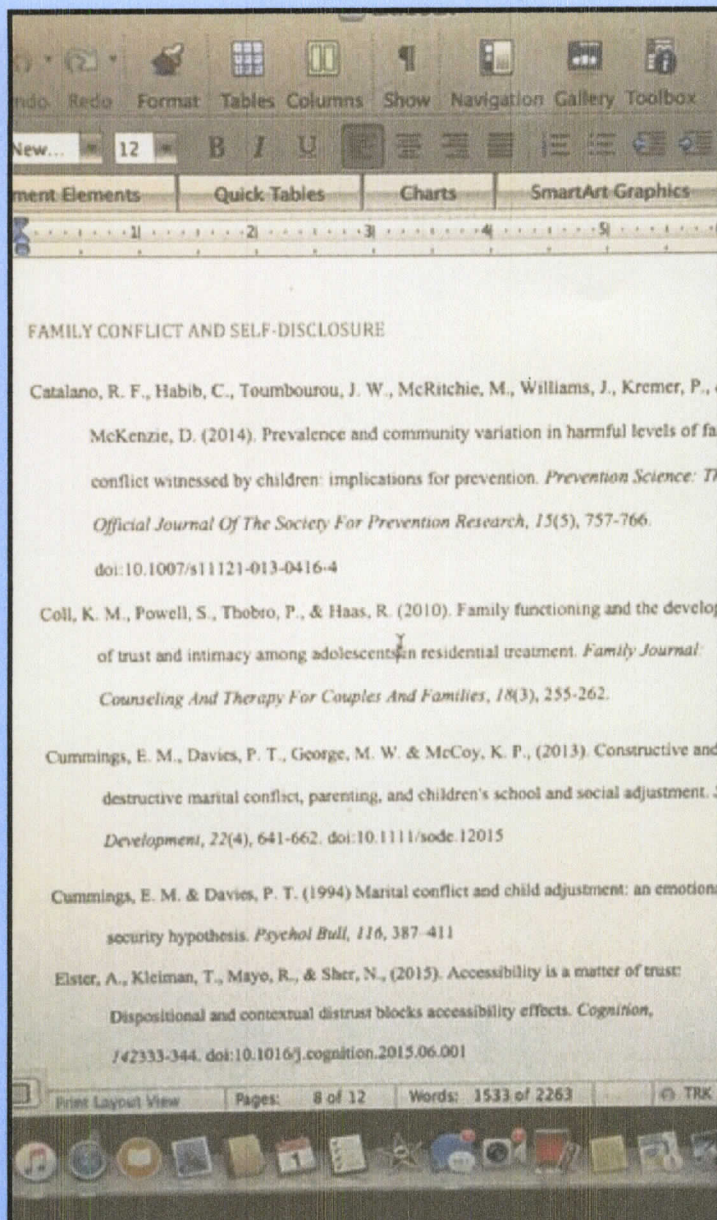 ndo Redo Format Tables Columns Show Navigation Gallery Toolbox
New... 12 B I U
ment Elements Quick Tables Charts SmartArt Graphics
1 2 3 4 5
FAMILY CONFLICT AND SELF-DISCLOSURE
Catalano, R. F., Habib, C., Toumbourou, J. W., McRitchie, M., Williams, J., Kremer, P.,
McKenzie, D. (2014). Prevalence and community variation in harmful levels of fa
conflict witnessed by children: implications for prevention. Prevention Science: Th
Official Journal Of The Society For Prevention Research, 15(5), 757-766.
doi:10.1007/s11121-013-0416-4
Coll, K. M., Powell, S., Thobro, P., & Haas, R. (2010). Family functioning and the develop
of trust and intimacy among adolescents in residential treatment. Family Journal:
Counseling And Therapy For Couples And Families, 18(3), 255-262.
Cummings, E. M., Davies, P. T., George, M. W. & McCoy, K. P., (2013). Constructive and
destructive marital conflict, parenting, and children's school and social adjustment.
Development, 22(4), 641-662. doi:10.1111/sode.12015
Cummings, E. M. & Davies, P. T. (1994) Marital conflict and child adjustment: an emotiona
security hypothesis. Psychol Bull, 116, 387-411
Elster, A., Kleiman, T., Mayo, R., & Sher, N., (2015). Accessibility is a matter of trust:
Dispositional and contextual distrust blocks accessibility effects. Cognition,
142333-344. doi:10.1016/j.cognition.2015.06.001
Print Layout View Pages: 8 of 12 Words: 1533 of 2263 TRK
1